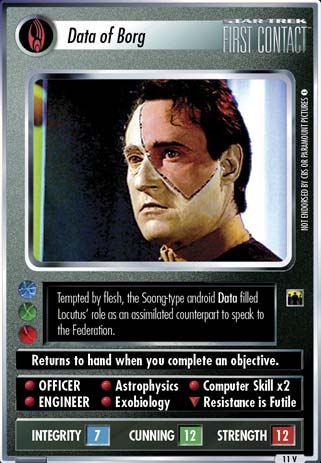 Data of Borg
STAR TREK
FIRST CONTACT
NOT ENDORSED BY CBS OR PARAMOUNT PICTURES
Tempted by flesh, the Soong-type android Data filled
Locutus' role as an assimilated counterpart to speak to
the Federation.
Returns to hand when you complete an objective.
OFFICER Astrophysics Computer Skill x2
ENGINEER Exobiology Resistance is Futile
INTEGRITY 7 CUNNING 12 STRENGTH 12
11 V